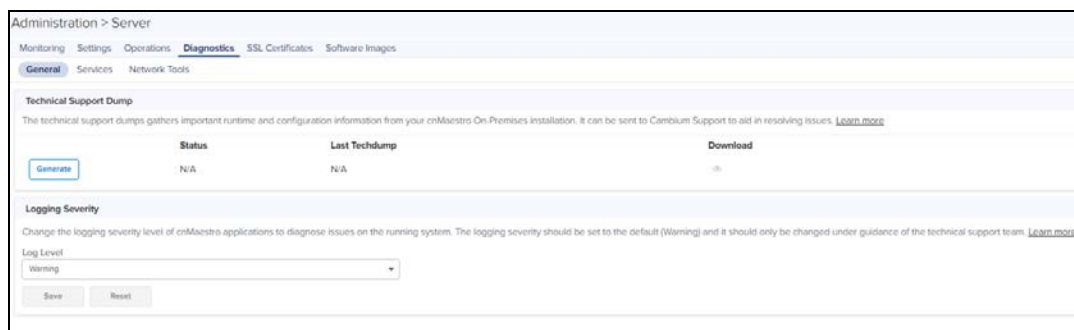 Administration > Server
Monitoring Settings Operations Diagnostics SSL Certificates Software Images
General Services Network Tools
Technical Support Dump
The technical support dumps gathers important runtime and configuration information from your cnMaestro On-Premises installation. It can be sent to Cambium Support to aid in resolving issues. Learn more
Status Last Techdump Download
Generate N/A N/A
Logging Severity
Change the logging severity level of cnMaestro applications to diagnose issues on the running system. The logging severity should be set to the default (Warning) and it should only be changed under guidance of the technical support team. Learn more
Log Level
Warning
Save Reset